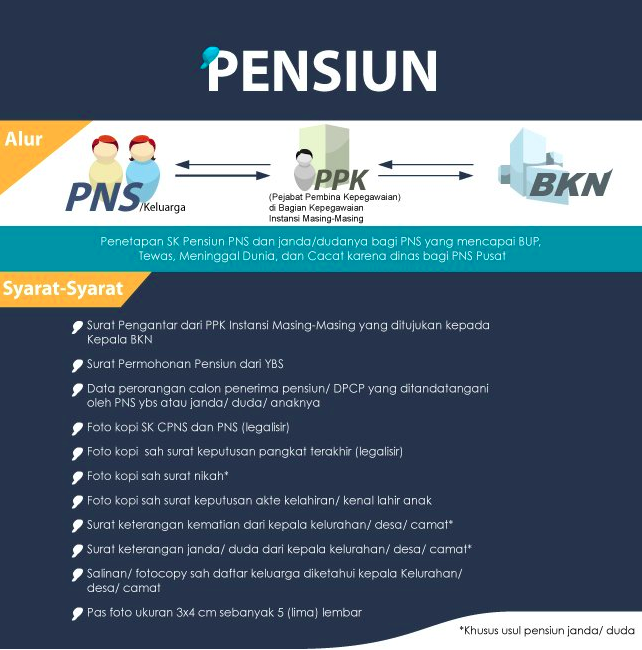 PENSIUN
Alur
PNS /Keluarga
PPK
(Pejabat Pembina Kepegawaian)
di Bagian Kepegawaian
Instansi Masing-Masing
BKN
Penetapan SK Pensiun PNS dan janda/dudanya bagi PNS yang mencapai BUP,
Tewas, Meninggal Dunia, dan Cacat karena dinas bagi PNS Pusat
Syarat-Syarat
Surat Pengantar dari PPK Instansi Masing-Masing yang ditujukan kepada
Kepala BKN
Surat Permohonan Pensiun dari YBS
Data perorangan calon penerima pensiun/ DPCP yang ditandatangani
oleh PNS ybs atau janda/ duda/ anaknya
Foto kopi SK CPNS dan PNS (legalisir)
Foto kopi sah surat keputusan pangkat terakhir (legalisir)
Foto kopi sah surat nikah*
Foto kopi sah surat keputusan akte kelahiran/ kenal lahir anak
Surat keterangan kematian dari kepala kelurahan/ desa/ camat*
Surat keterangan janda/ duda dari kepala kelurahan/ desa/ camat*
Salinan/ fotocopy sah daftar keluarga diketahui kepala Kelurahan/
desa/ camat
Pas foto ukuran 3x4 cm sebanyak 5 (lima) lembar
*Khusus usul pensiun janda/ duda